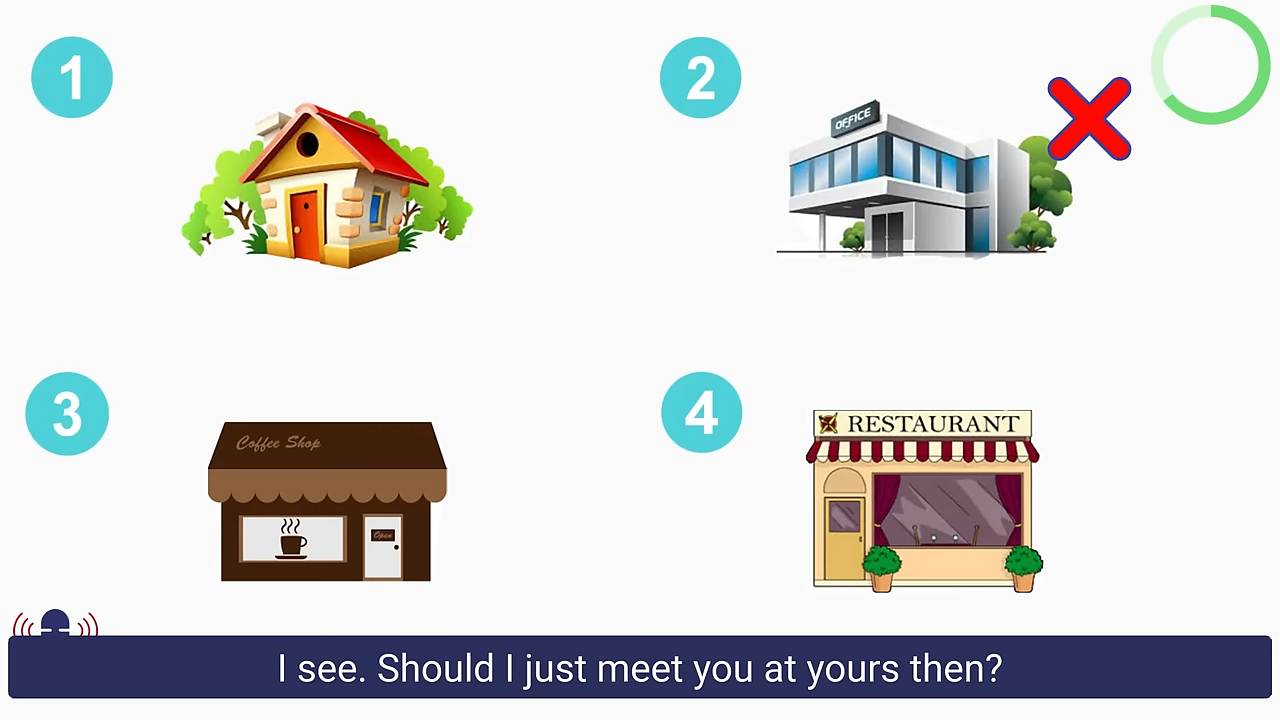 1
2
OFFICE
3
Coffee Shop
Open
4
RESTAURANT
I see. Should I just meet you at yours then?